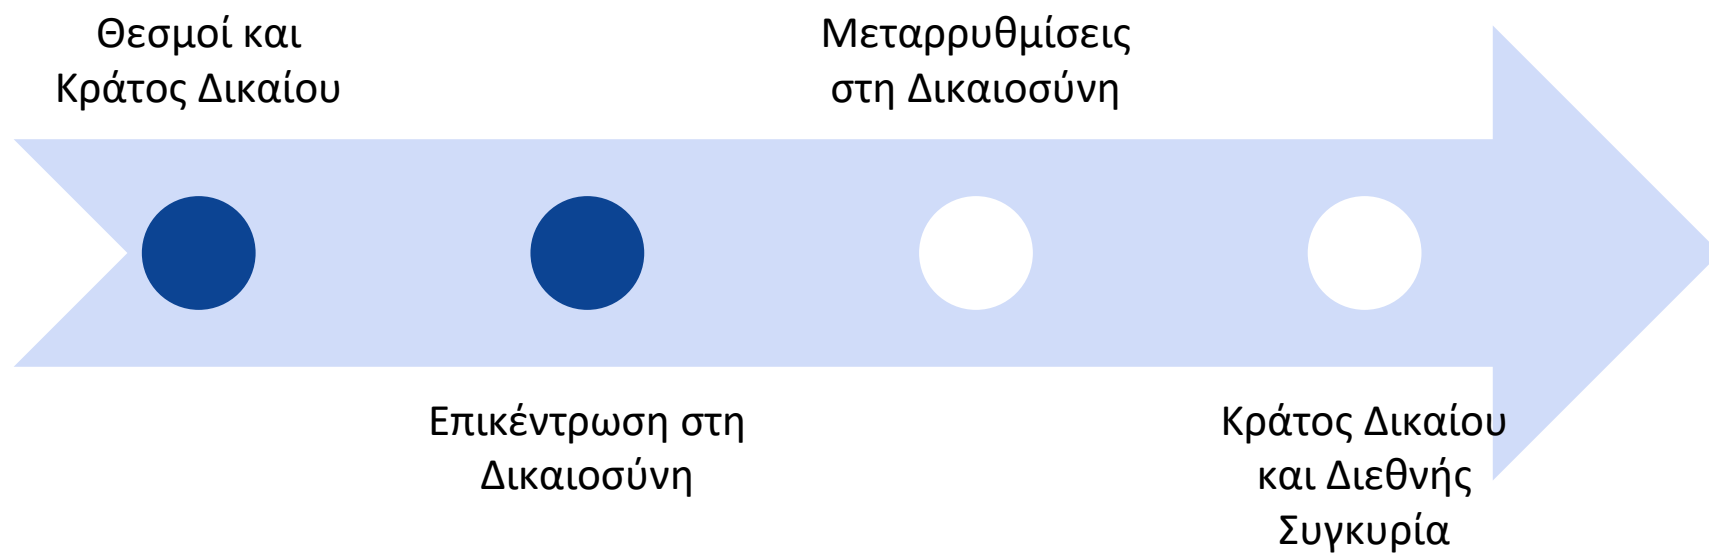 Θεσμοί και
Κράτος Δικαίου
Επικέντρωση στη
Δικαιοσύνη
Μεταρρυθμίσεις
στη Δικαιοσύνη
Κράτος Δικαίου
και Διεθνής
Συγκυρία